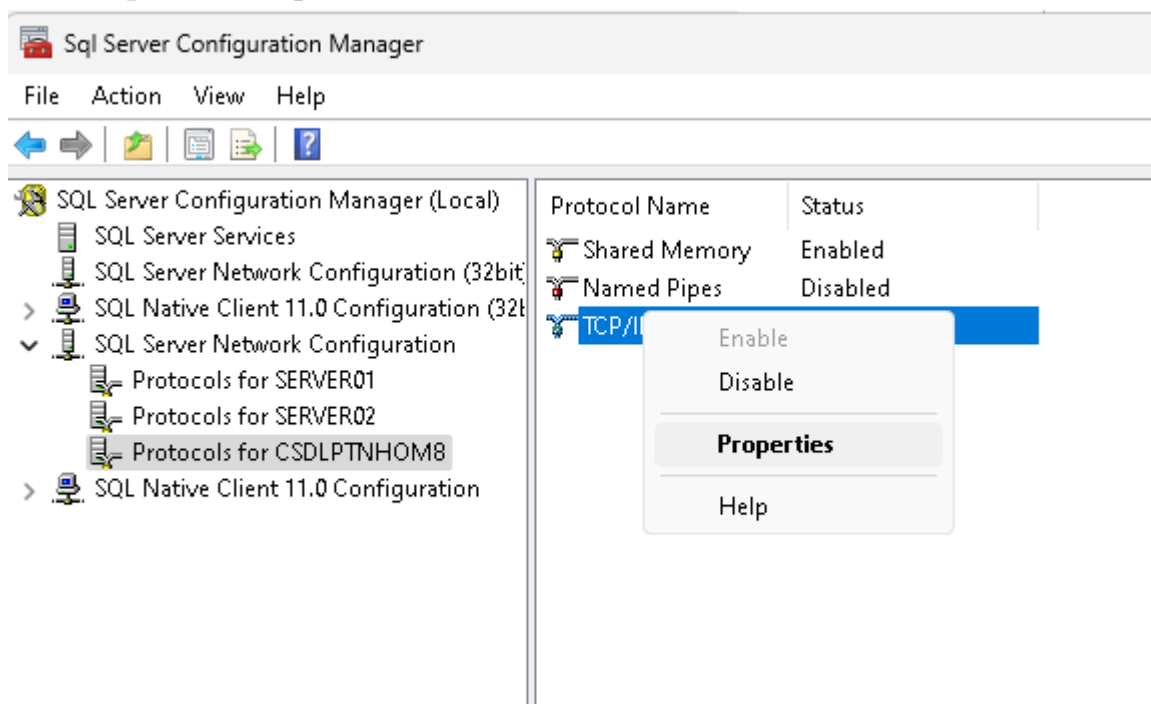 Sql Server Configuration Manager
File Action View Help
SQL Server Configuration Manager (Local)
SQL Server Services
SQL Server Network Configuration (32bit
SQL Native Client 11.0 Configuration (32b
SQL Server Network Configuration
Protocols for SERVER01
Protocols for SERVER02
Protocols for CSDLPTNHOM8
SQL Native Client 11.0 Configuration
Protocol Name Status
Shared Memory Enabled
Named Pipes Disabled
TCP/I
Enable
Disable
Properties
Help